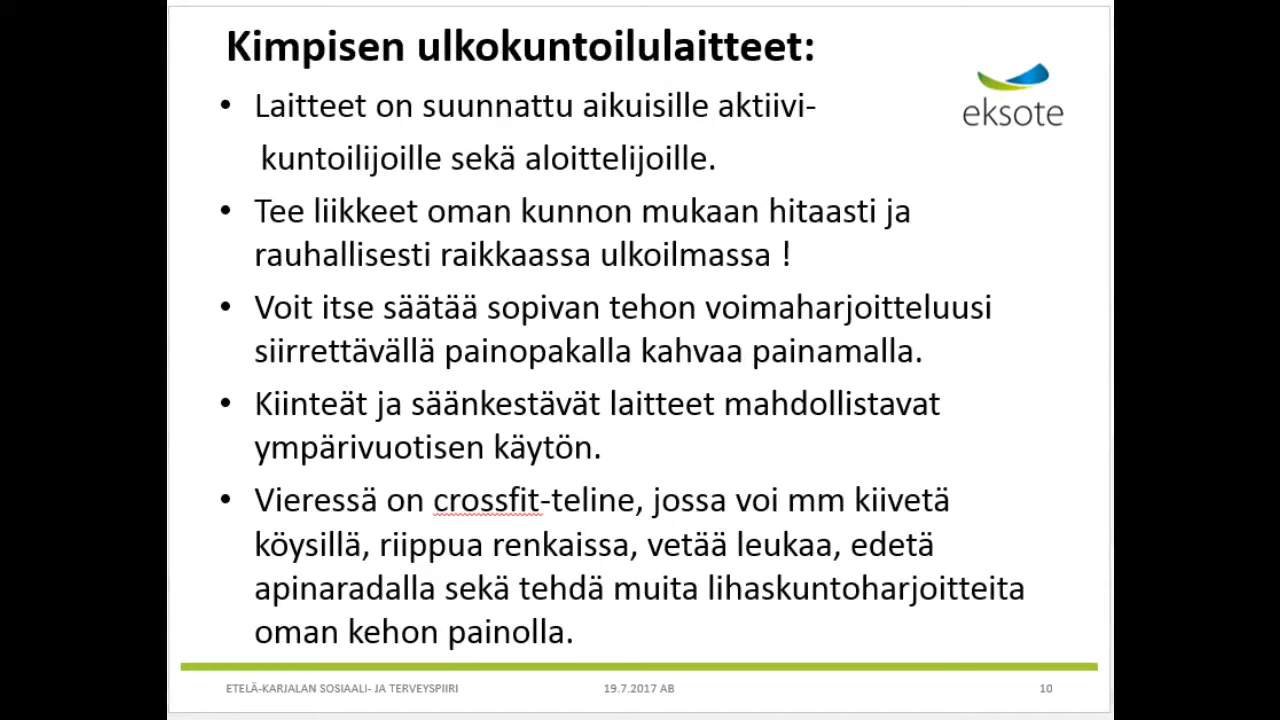 Kimpisen ulkokuntoilulaitteet:
eksote
• Laitteet on suunnattu aikuisille aktiivi-
kuntoilijoille sekä aloittelijoille.
• Tee liikkeet oman kunnon mukaan hitaasti ja
rauhallisesti raikkaassa ulkoilmassa !
• Voit itse säätää sopivan tehon voimaharjoitteluusi
siirrettävällä painopakalla kahvaa painamalla.
• Kiinteät ja säänkestävät laitteet mahdollistavat
ympärivuotisen käytön.
• Vieressä on crossfit-teline, jossa voi mm kiivetä
köysillä, riippua renkaissa, vetää leukaa, edetä
apinaradalla sekä tehdä muita lihaskuntoharjoitteita
oman kehon painolla.
ETELÄ-KARJALAN SOSIAALI- JA TERVEYSPIIRI 19.7.2017 AB 10